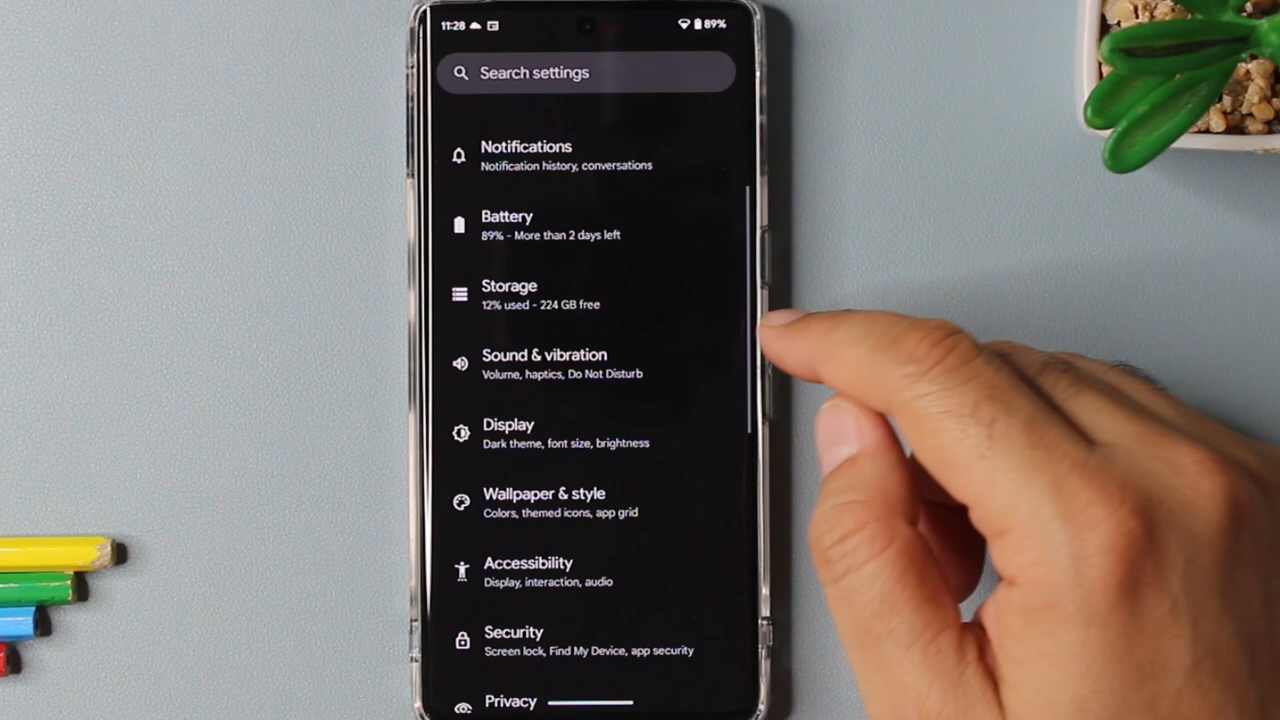 11:28 89%
Search settings
Notifications
Notification history, conversations
Battery
89% - More than 2 days left
Storage
12% used - 224 GB free
Sound & vibration
Volume, haptics, Do Not Disturb
Display
Dark theme, font size, brightness
Wallpaper & style
Colors, themed icons, app grid
Accessibility
Display, interaction, audio
Security
Screen lock, Find My Device, app security
Privacy